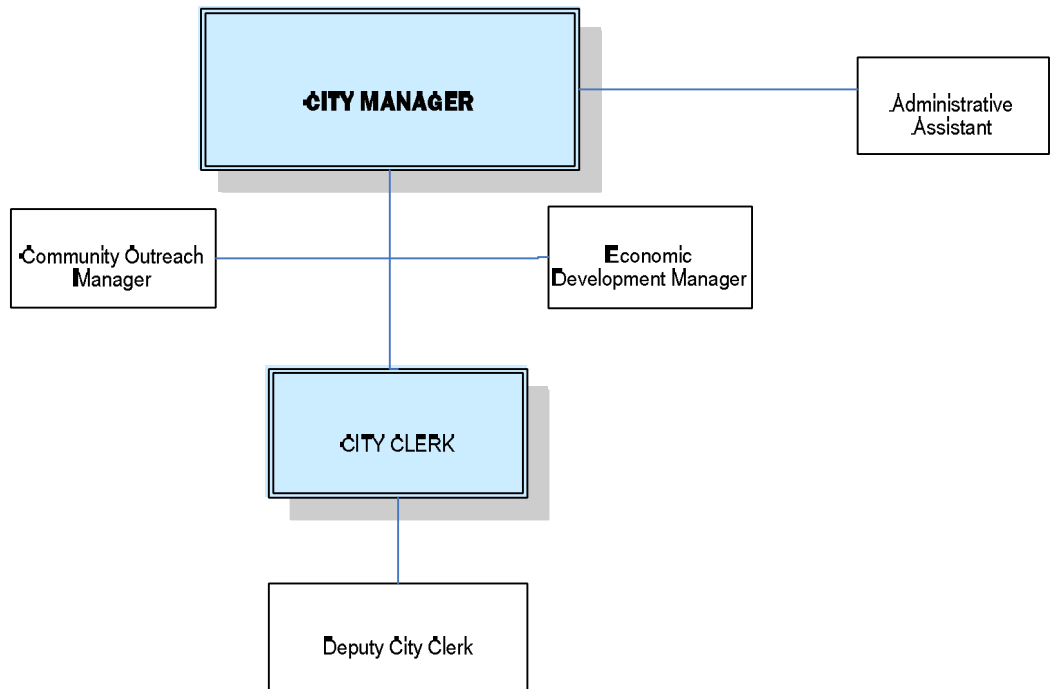 CITY MANAGER
Administrative
Assistant
Community Outreach
Manager
Economic
Development Manager
CITY CLERK
Deputy City Clerk